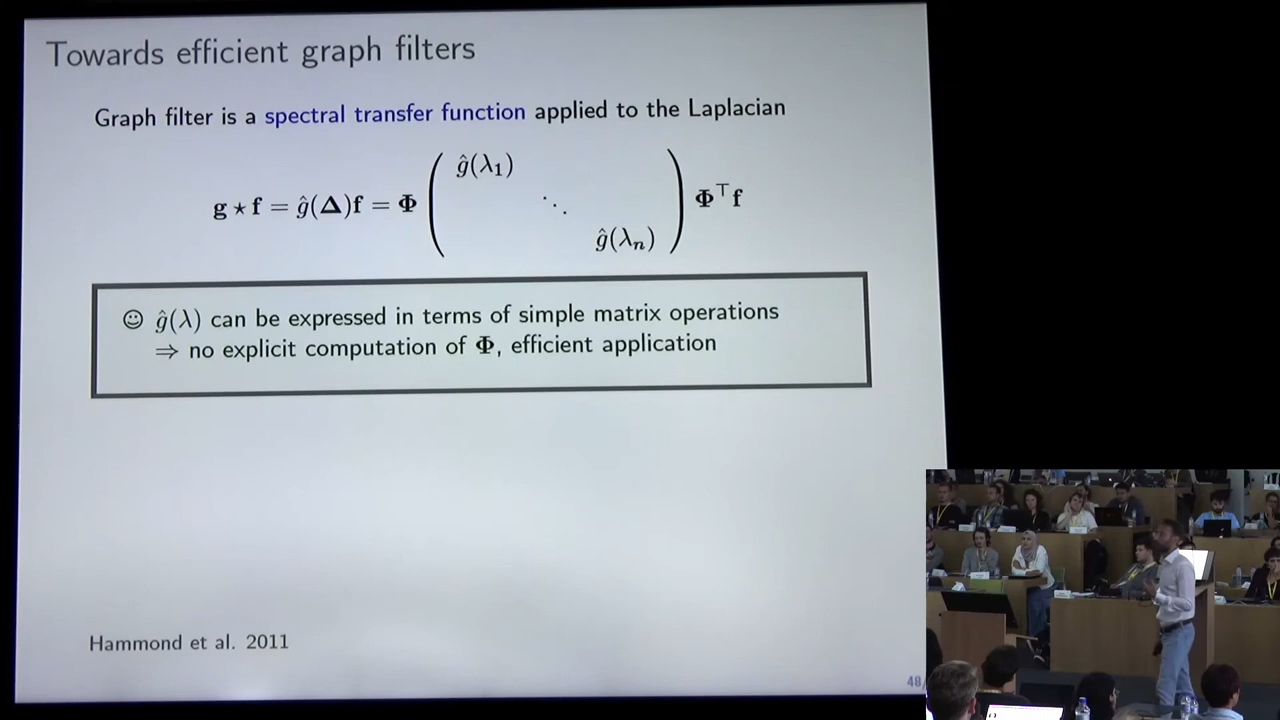 Towards efficient graph filters
Graph filter is a spectral transfer function applied to the Laplacian
g ⋆ f = ĝ(Δ)f = Φ ( ĝ(λ₁) ⋱ ĝ(λₙ) ) Φ⊤f
☺ ĝ(λ) can be expressed in terms of simple matrix operations
⇒ no explicit computation of Φ, efficient application
Hammond et al. 2011
48/